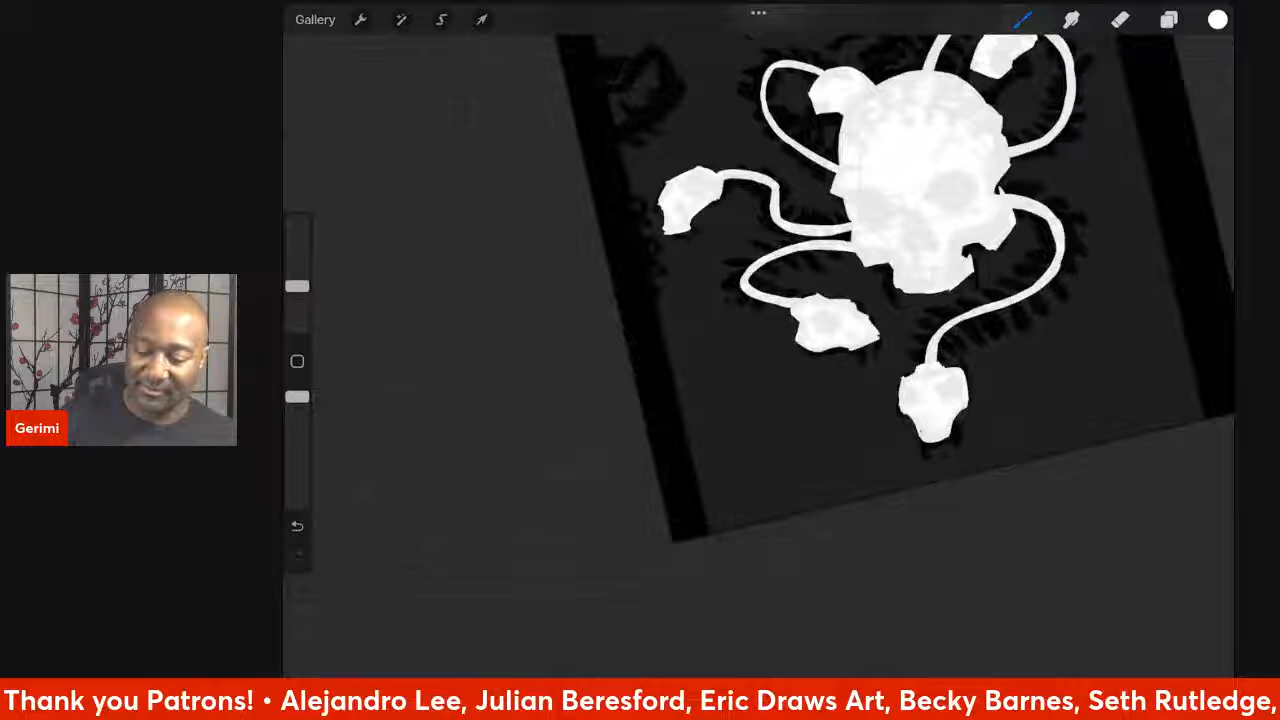 Gallery
Gerimi
Thank you Patrons! • Alejandro Lee, Julian Beresford, Eric Draws Art, Becky Barnes, Seth Rutledge,